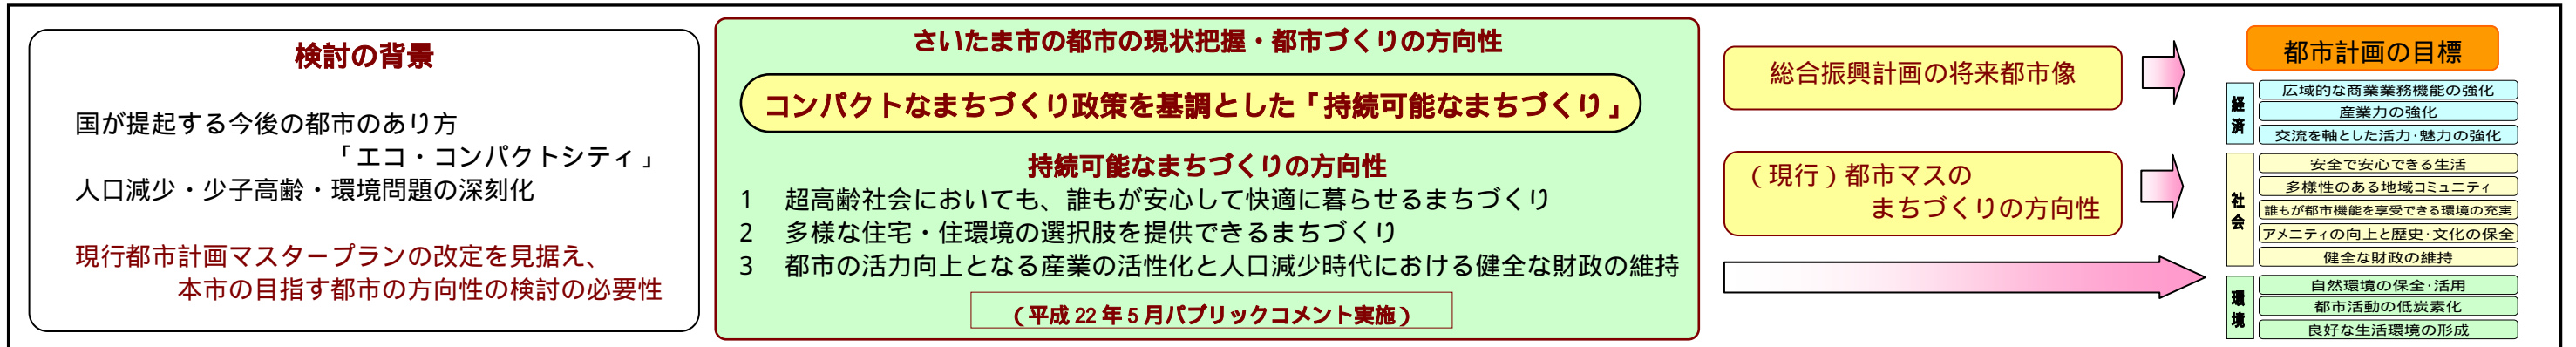 検討の背景
国が提起する今後の都市のあり方
「エコ・コンパクトシティ」
人口減少・少子高齢・環境問題の深刻化
現行都市計画マスタープランの改定を見据え、
本市の目指す都市の方向性の検討の必要性
さいたま市の都市の現状把握・都市づくりの方向性
コンパクトなまちづくり政策を基調とした「持続可能なまちづくり」
持続可能なまちづくりの方向性
1 超高齢社会においても、誰もが安心して快適に暮らせるまちづくり
2 多様な住宅・住環境の選択肢を提供できるまちづくり
3 都市の活力向上となる産業の活性化と人口減少時代における健全な財政の維持
(平成22年5月パブリックコメント実施)
総合振興計画の将来都市像
(現行)都市マスの
まちづくりの方向性
都市計画の目標
経済
広域的な商業業務機能の強化
産業力の強化
交流を軸とした活力・魅力の強化
社会
安全で安心できる生活
多様性のある地域コミュニティ
誰もが都市機能を享受できる環境の充実
アメニティの向上と歴史・文化の保全
健全な財政の維持
環境
自然環境の保全・活用
都市活動の低炭素化
良好な生活環境の形成